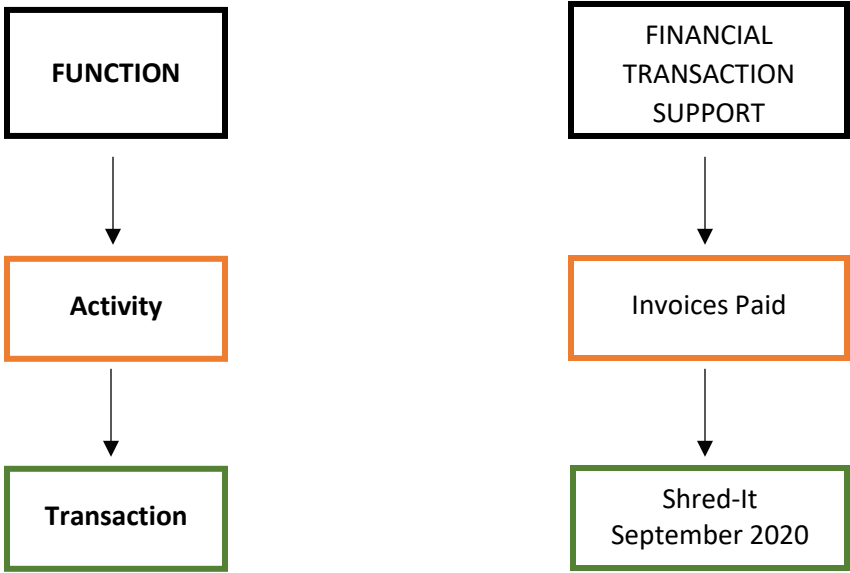 FUNCTION
FINANCIAL
TRANSACTION
SUPPORT
Activity
Invoices Paid
Transaction
Shred-It
September 2020